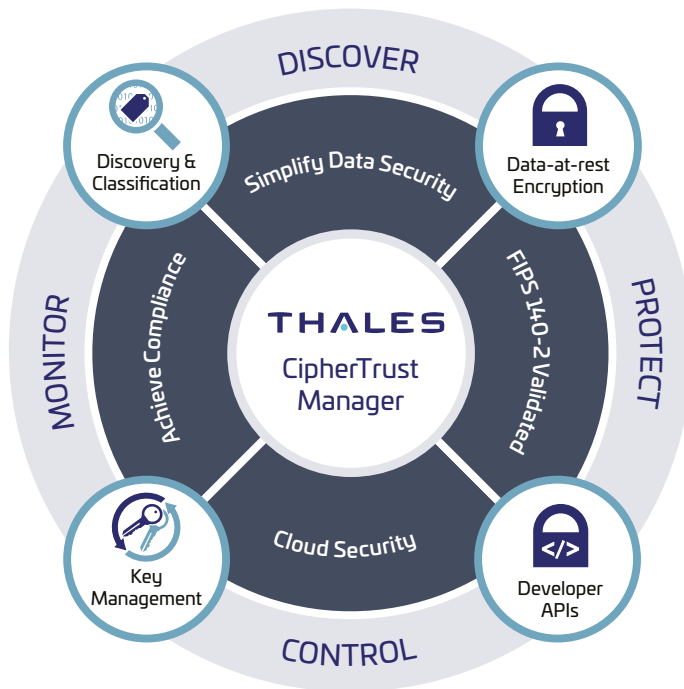 DISCOVER
Discovery &
Classification
Data-at-rest
Encryption
Simplify Data Security
MONITOR
Achieve Compliance
THALES
CipherTrust
Manager
FIPS 140-2 Validated
PROTECT
Cloud Security
Key
Management
</>
Developer
APIs
CONTROL